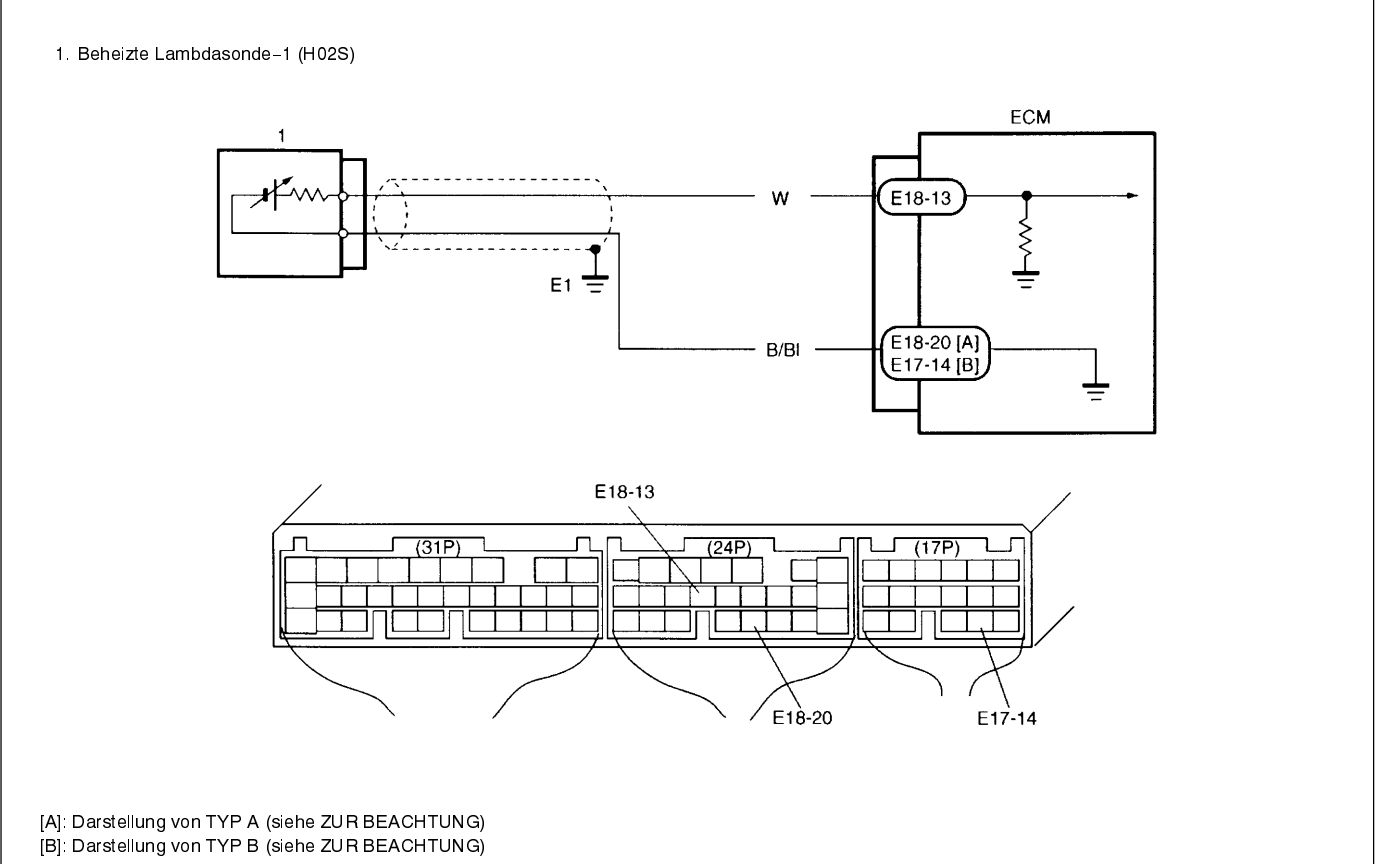 1. Beheizte Lambdasonde–1 (H02S)
ECM
1
W
E18-13
E1
B/Bl
E18-20 [A]
E17-14 [B]
E18-13
(31P)
(24P)
(17P)
E18-20
E17-14
[A]: Darstellung von TYP A (siehe ZUR BEACHTUNG)
[B]: Darstellung von TYP B (siehe ZUR BEACHTUNG)